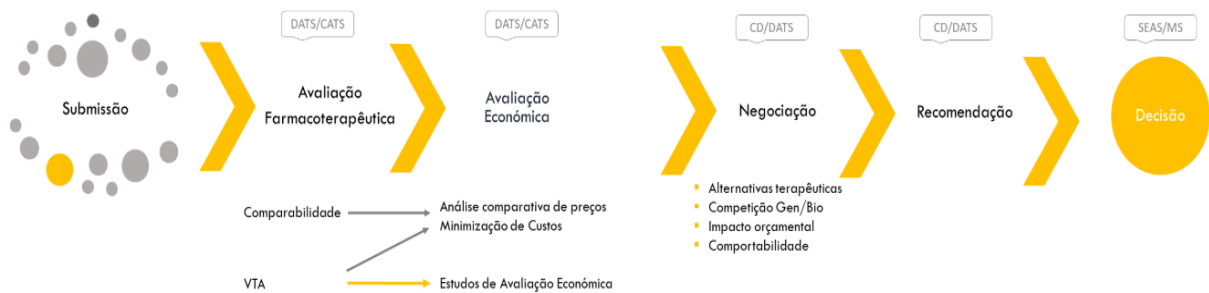 DATS/CATS
DATS/CATS
CD/DATS
CD/DATS
SEAS/MS
Submissão
Avaliação
Farmacoterapêutica
Avaliação
Económica
Negociação
Recomendação
Decisão
Comparabilidade
Análise comparativa de preços
Minimização de Custos
VTA
Estudos de Avaliação Económica
Alternativas terapêuticas
Competição Gen/Bio
Impacto orçamental
Comportabilidade